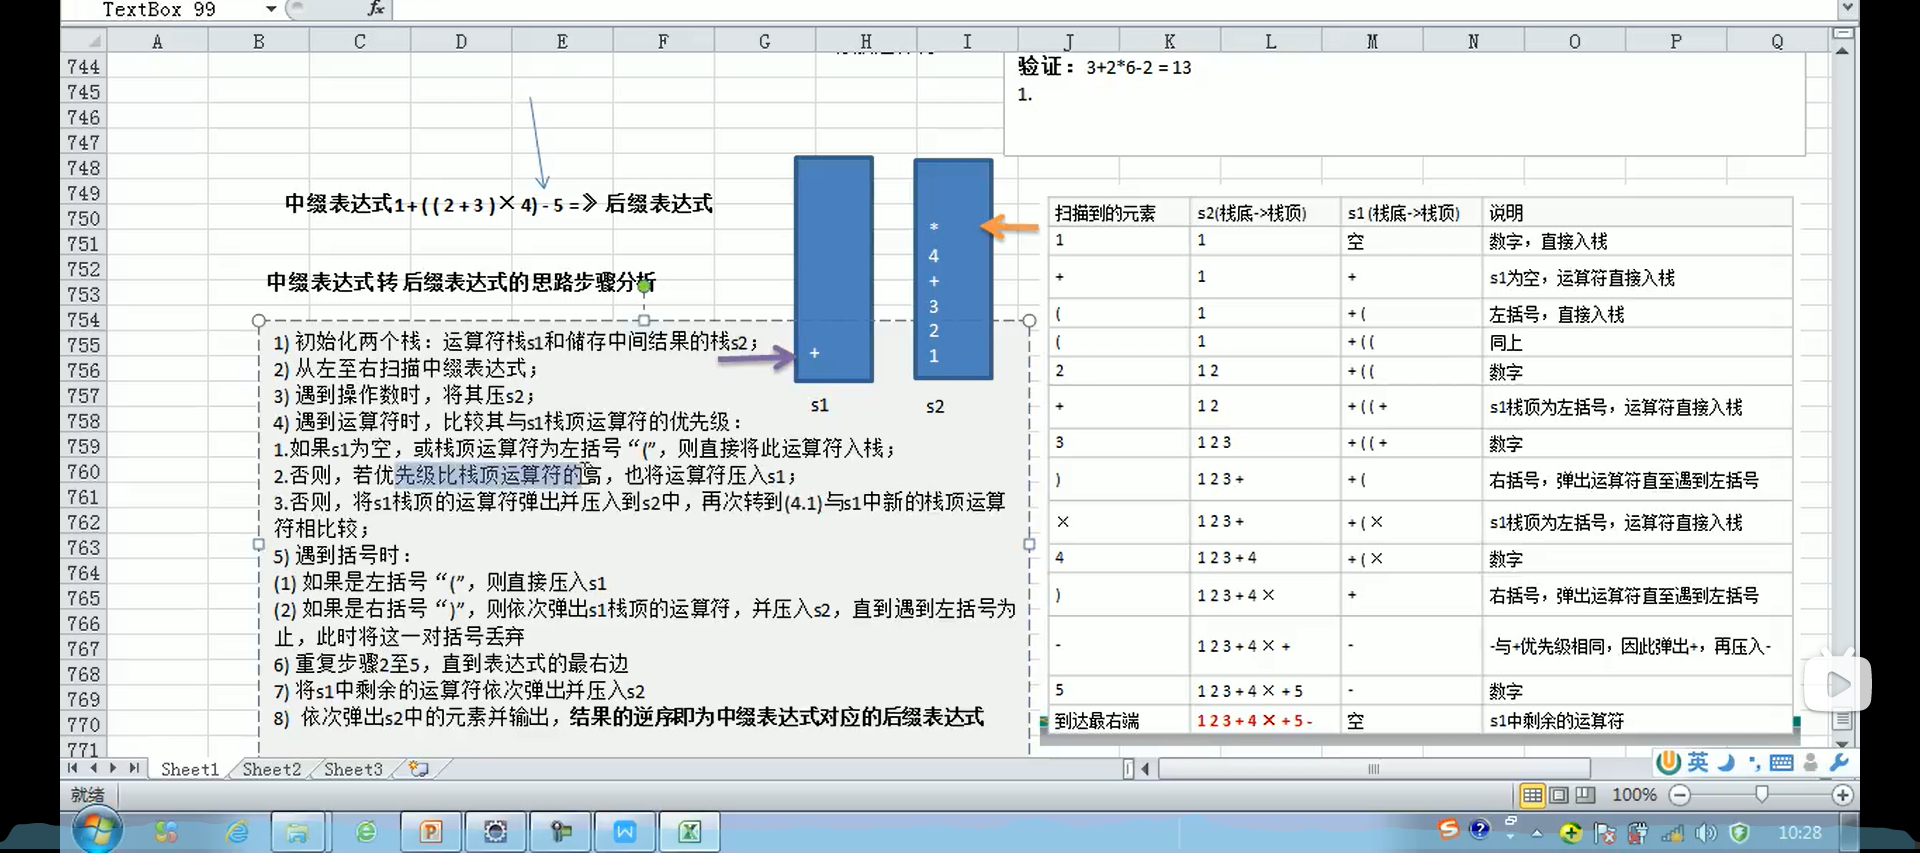 TextBox 99
fx
A B C D E F G H I J K L M N O P Q
744
745
746
747
748
749
750
751
752
753
754
755
756
757
758
759
760
761
762
763
764
765
766
767
768
769
770
771
验证：3+2*6-2 = 13
1.
中缀表达式1+((2+3)×4)-5=》后缀表达式
中缀表达式转 后缀表达式的思路步骤分析
1) 初始化两个栈：运算符栈s1和储存中间结果的栈s2；
2) 从左至右扫描中缀表达式；
3) 遇到操作数时，将其压s2；
4) 遇到运算符时，比较其与s1栈顶运算符的优先级：
1.如果s1为空，或栈顶运算符为左括号“(”，则直接将此运算符入栈；
2.否则，若优先级比栈顶运算符的高，也将运算符压入s1；
3.否则，将s1栈顶的运算符弹出并压入到s2中，再次转到(4.1)与s1中新的栈顶运算
符相比较；
5) 遇到括号时：
(1) 如果是左括号“(”，则直接压入s1
(2) 如果是右括号“)”，则依次弹出s1栈顶的运算符，并压入s2，直到遇到左括号为
止，此时将这一对括号丢弃
6) 重复步骤2至5，直到表达式的最右边
7) 将s1中剩余的运算符依次弹出并压入s2
8) 依次弹出s2中的元素并输出，结果的逆序即为中缀表达式对应的后缀表达式
+
s1
*
4
+
3
2
1
s2
扫描到的元素 s2(栈底->栈顶) s1 (栈底->栈顶) 说明
1 1 空 数字，直接入栈
+ 1 + s1为空，运算符直接入栈
( 1 + ( 左括号，直接入栈
( 1 + ( ( 同上
2 1 2 + ( ( 数字
+ 1 2 + ( ( + s1栈顶为左括号，运算符直接入栈
3 1 2 3 + ( ( + 数字
) 1 2 3 + + ( 右括号，弹出运算符直至遇到左括号
× 1 2 3 + + ( × s1栈顶为左括号，运算符直接入栈
4 1 2 3 + 4 + ( × 数字
) 1 2 3 + 4 × + 右括号，弹出运算符直至遇到左括号
- 1 2 3 + 4 × + - -与+优先级相同，因此弹出+，再压入-
5 1 2 3 + 4 × + 5 - 数字
到达最右端 1 2 3 + 4 × + 5 - 空 s1中剩余的运算符
Sheet1 Sheet2 Sheet3
英
就绪
100%
10:28